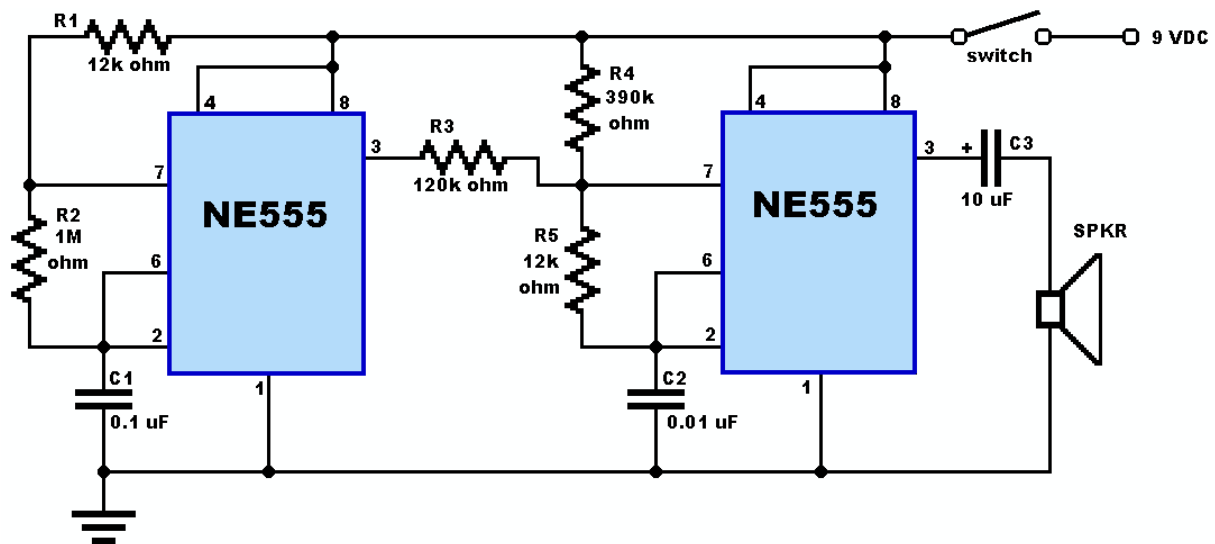 R1
12k ohm
switch
9 VDC
4
8
R4
390k
ohm
4
8
R3
3
120k ohm
3
+
C3
10 uF
7
NE555
7
NE555
R2
1M
ohm
R5
12k
ohm
SPKR
6
6
2
2
C1
0.1 uF
1
C2
0.01 uF
1